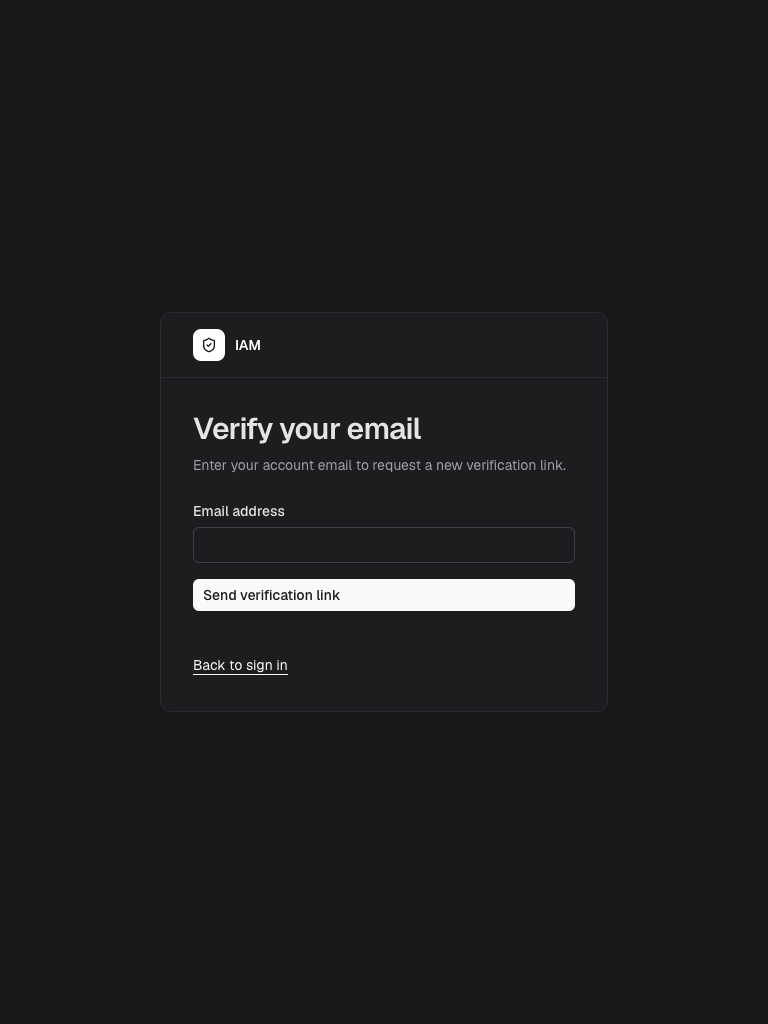 IAM
Verify your email
Enter your account email to request a new verification link.
Email address
Send verification link
Back to sign in